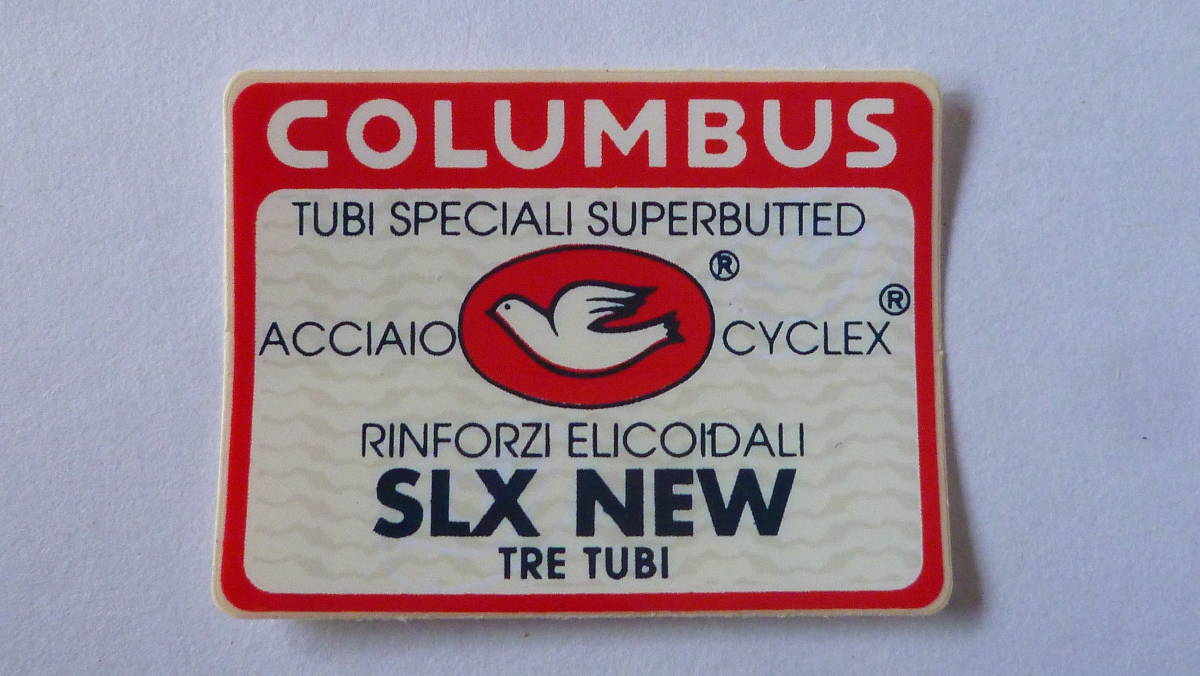 COLUMBUS
TUBI SPECIALI SUPERBUTTED
®
ACCIAIO CYCLEX®
RINFORZI ELICOIDALI
SLX NEW
TRE TUBI